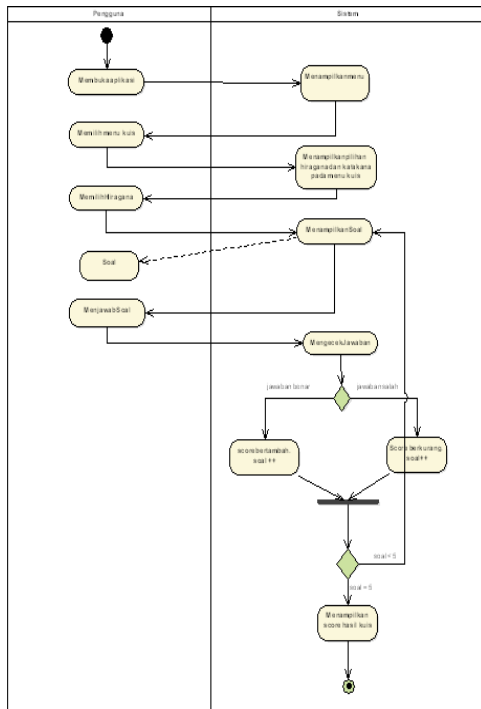 Pengguna
Sistem
Membuka aplikasi
Menampilkan menu
Memilih menu kuis
Menampilkan pilihan
hiragana dan katakana
pada menu kuis
Memilih Hiragana
Menampilkan Soal
Soal
Menjawab Soal
Mengecek Jawaban
jawaban benar
jawaban salah
score bertambah,
soal ++
Score berkurang,
soal++
soal < 5
soal = 5
Menampilkan
score hasil kuis